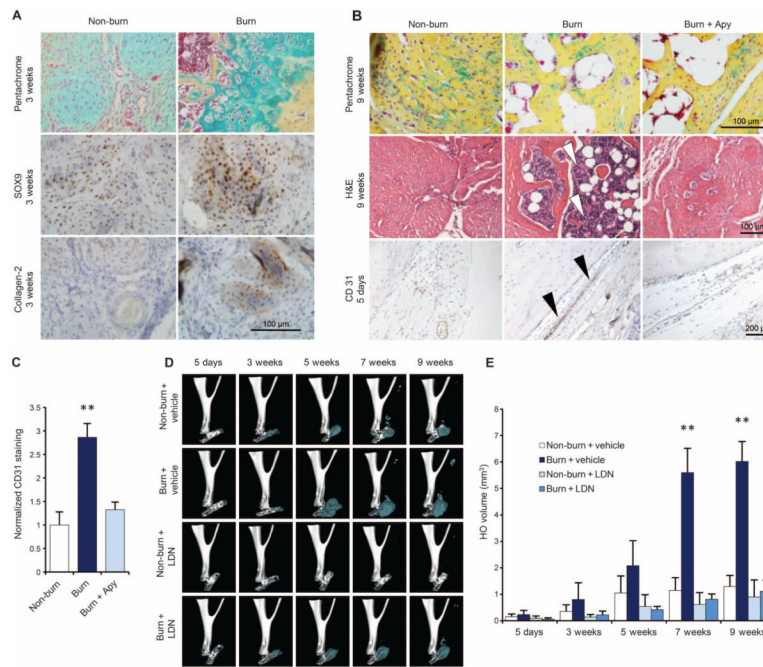 A
Non-burn
Burn
Pentachrome
3 weeks
SOX9
3 weeks
Collagen-2
3 weeks
100 µm
B
Non-burn
Burn
Burn + Apy
Pentachrome
9 weeks
100 µm
H&E
9 weeks
100 µm
CD 31
5 days
200 µm
C
Normalized CD31 staining
3.5
3
2.5
2
1.5
1
0.5
0
**
Non-burn
Burn
Burn + Apy
D
5 days
3 weeks
5 weeks
7 weeks
9 weeks
Non-burn +
vehicle
Burn +
vehicle
Non-burn +
LDN
Burn +
LDN
E
HO volume (mm³)
8
7
6
5
4
3
2
1
0
Non-burn + vehicle
Burn + vehicle
Non-burn + LDN
Burn + LDN
**
**
5 days
3 weeks
5 weeks
7 weeks
9 weeks